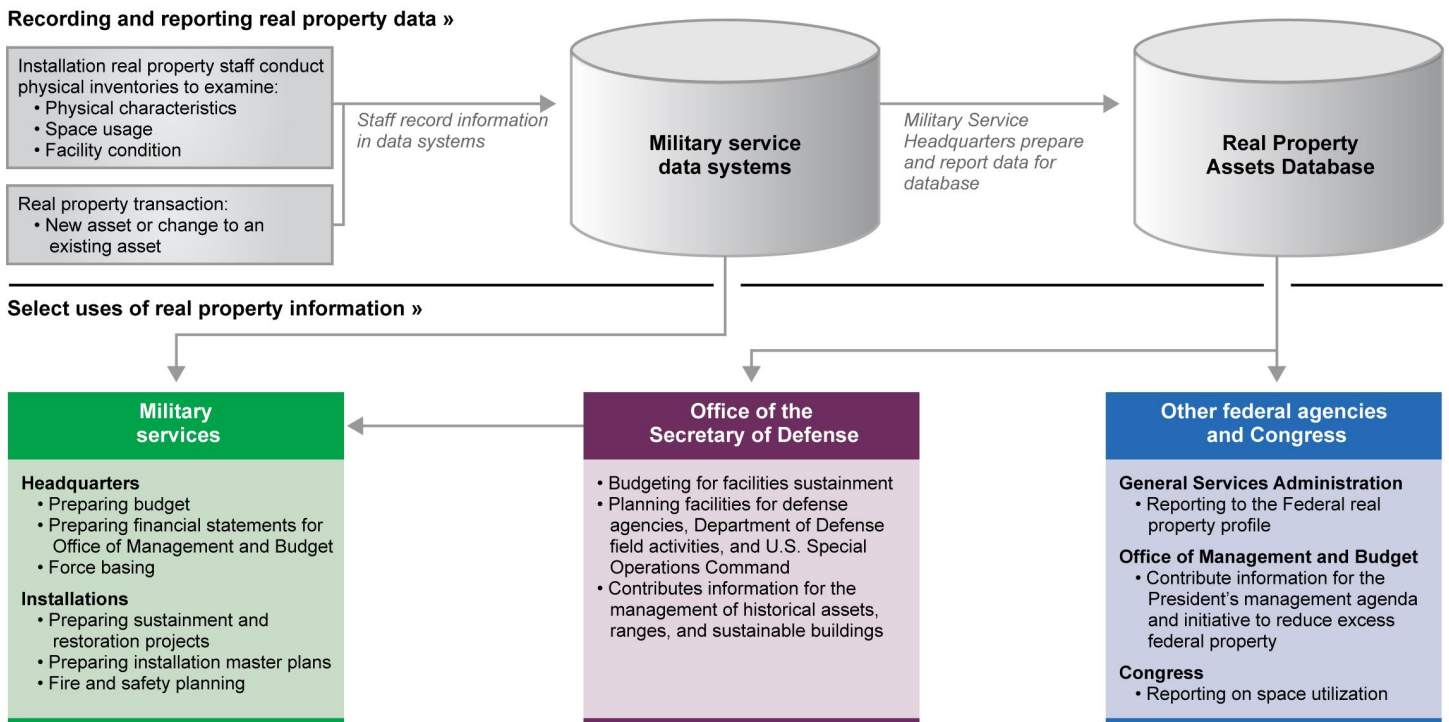 Recording and reporting real property data »
Installation real property staff conduct
physical inventories to examine:
• Physical characteristics
• Space usage
• Facility condition
Real property transaction:
• New asset or change to an
existing asset
Staff record information
in data systems
Military service
data systems
Military Service
Headquarters prepare
and report data for
database
Real Property
Assets Database
Select uses of real property information »
Military
services
Headquarters
• Preparing budget
• Preparing financial statements for
Office of Management and Budget
• Force basing
Installations
• Preparing sustainment and
restoration projects
• Preparing installation master plans
• Fire and safety planning
Office of the
Secretary of Defense
• Budgeting for facilities sustainment
• Planning facilities for defense
agencies, Department of Defense
field activities, and U.S. Special
Operations Command
• Contributes information for the
management of historical assets,
ranges, and sustainable buildings
Other federal agencies
and Congress
General Services Administration
• Reporting to the Federal real
property profile
Office of Management and Budget
• Contribute information for the
President’s management agenda
and initiative to reduce excess
federal property
Congress
• Reporting on space utilization